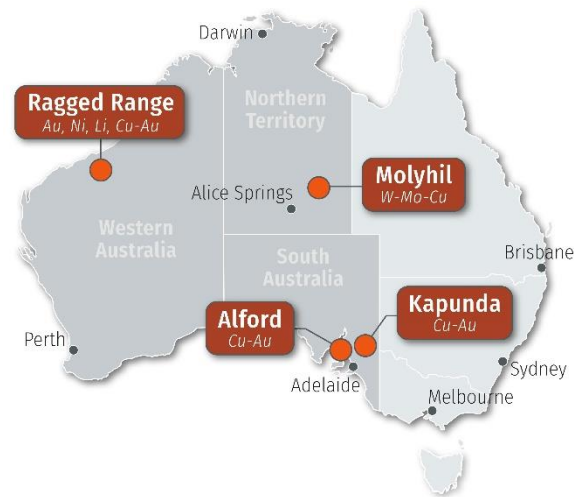 Darwin
Ragged Range
Au, Ni, Li, Cu-Au
Northern
Territory
Molyhil
W-Mo-Cu
Alice Springs
Western
Australia
South
Australia
Brisbane
Alford
Cu-Au
Kapunda
Cu-Au
Perth
Adelaide
Sydney
Melbourne